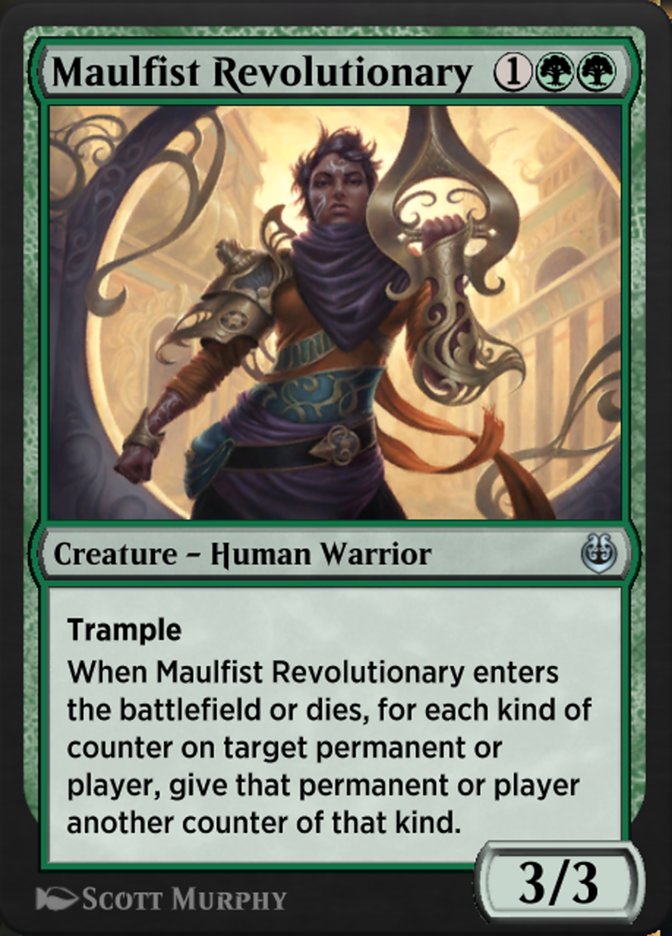 Maulfist Revolutionary 1
Creature – Human Warrior
Trample
When Maulfist Revolutionary enters
the battlefield or dies, for each kind of
counter on target permanent or
player, give that permanent or player
another counter of that kind.
3/3
Scott Murphy